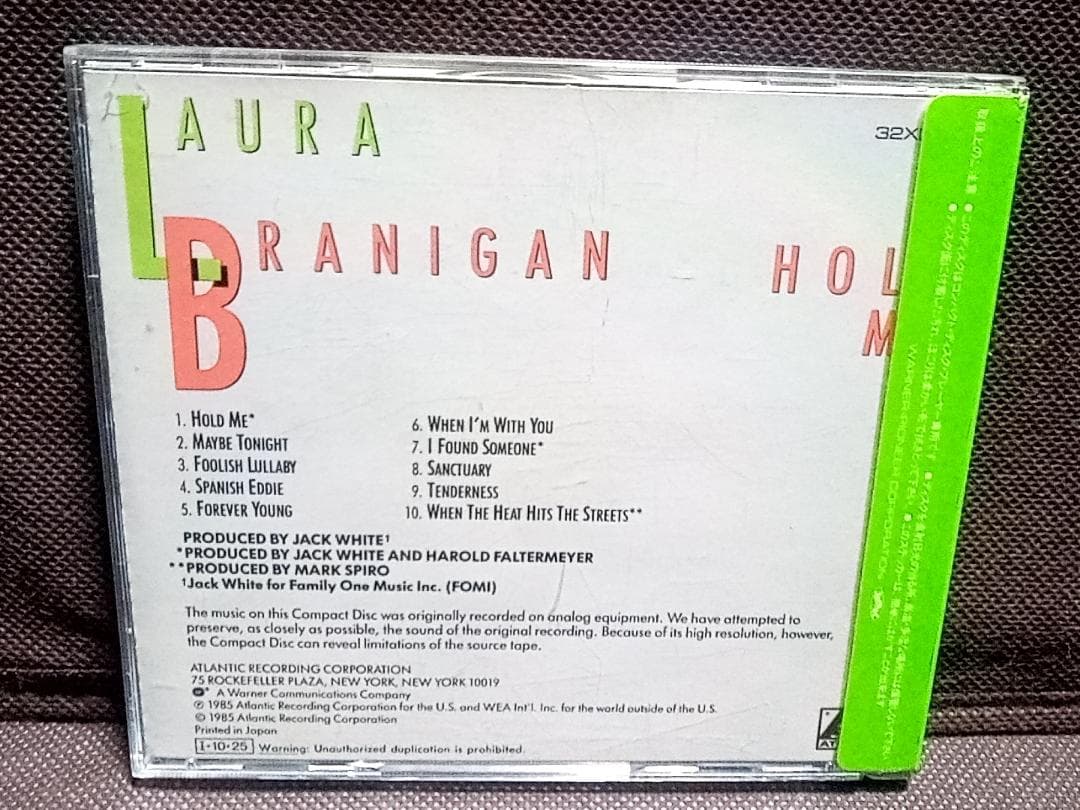 LAURA
32X
BRANIGAN
HOL
M
1. HOLD ME*
2. MAYBE TONIGHT
3. FOOLISH LULLABY
4. SPANISH EDDIE
5. FOREVER YOUNG
6. WHEN I'M WITH YOU
7. I FOUND SOMEONE*
8. SANCTUARY
9. TENDERNESS
10. WHEN THE HEAT HITS THE STREETS**
PRODUCED BY JACK WHITE¹
*PRODUCED BY JACK WHITE AND HAROLD FALTERMEYER
**PRODUCED BY MARK SPIRO
¹Jack White for Family One Music Inc. (FOMI)
The music on this Compact Disc was originally recorded on analog equipment. We have attempted to
preserve, as closely as possible, the sound of the original recording. Because of its high resolution, however,
the Compact Disc can reveal limitations of the source tape.
ATLANTIC RECORDING CORPORATION
75 ROCKEFELLER PLAZA, NEW YORK, NEW YORK 10019
A Warner Communications Company
℗ 1985 Atlantic Recording Corporation for the U.S. and WEA Int'l. Inc. for the world outside of the U.S.
© 1985 Atlantic Recording Corporation
Printed in Japan
1-10-25 Warning: Unauthorized duplication is prohibited.
AT
WARNER-PIONEER CORPORATION